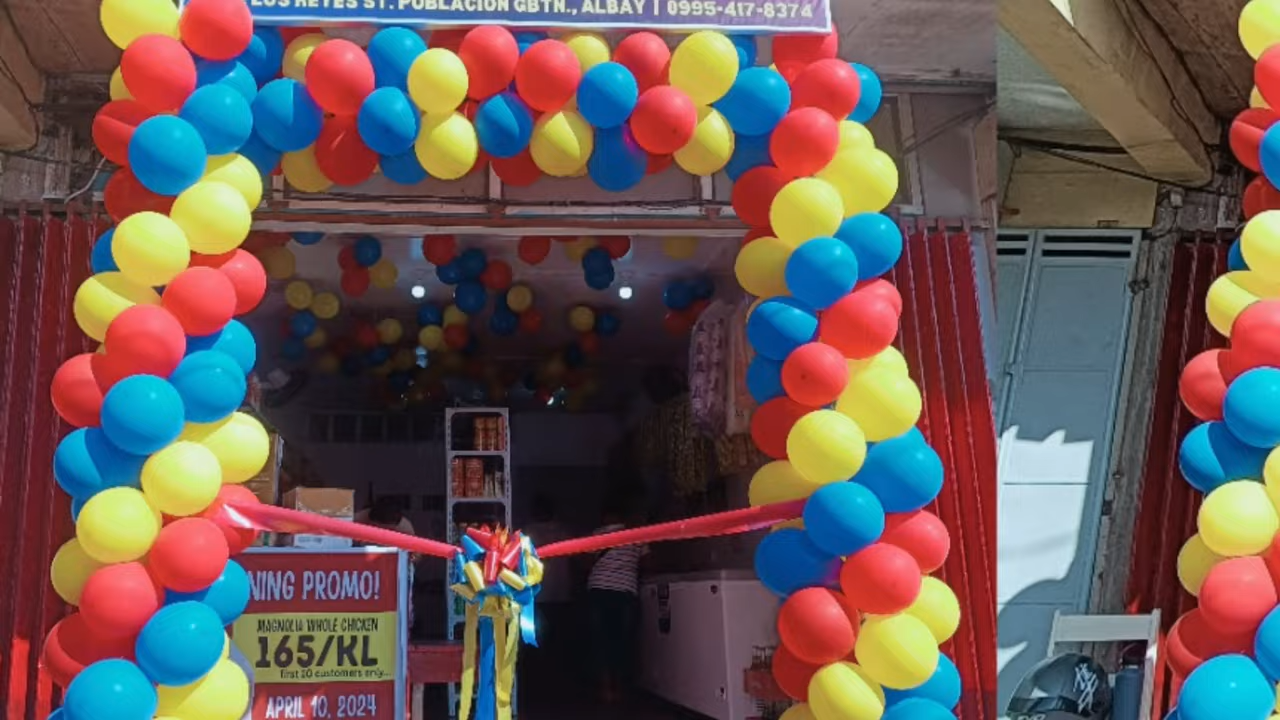 LOS REYES ST. POBLACION GBTN., ALBAY | 0995-417-8374
NING PROMO!
MAGNOLIA WHOLE CHICKEN
165/KL
first 20 customers only...
APRIL 10, 2024
NY